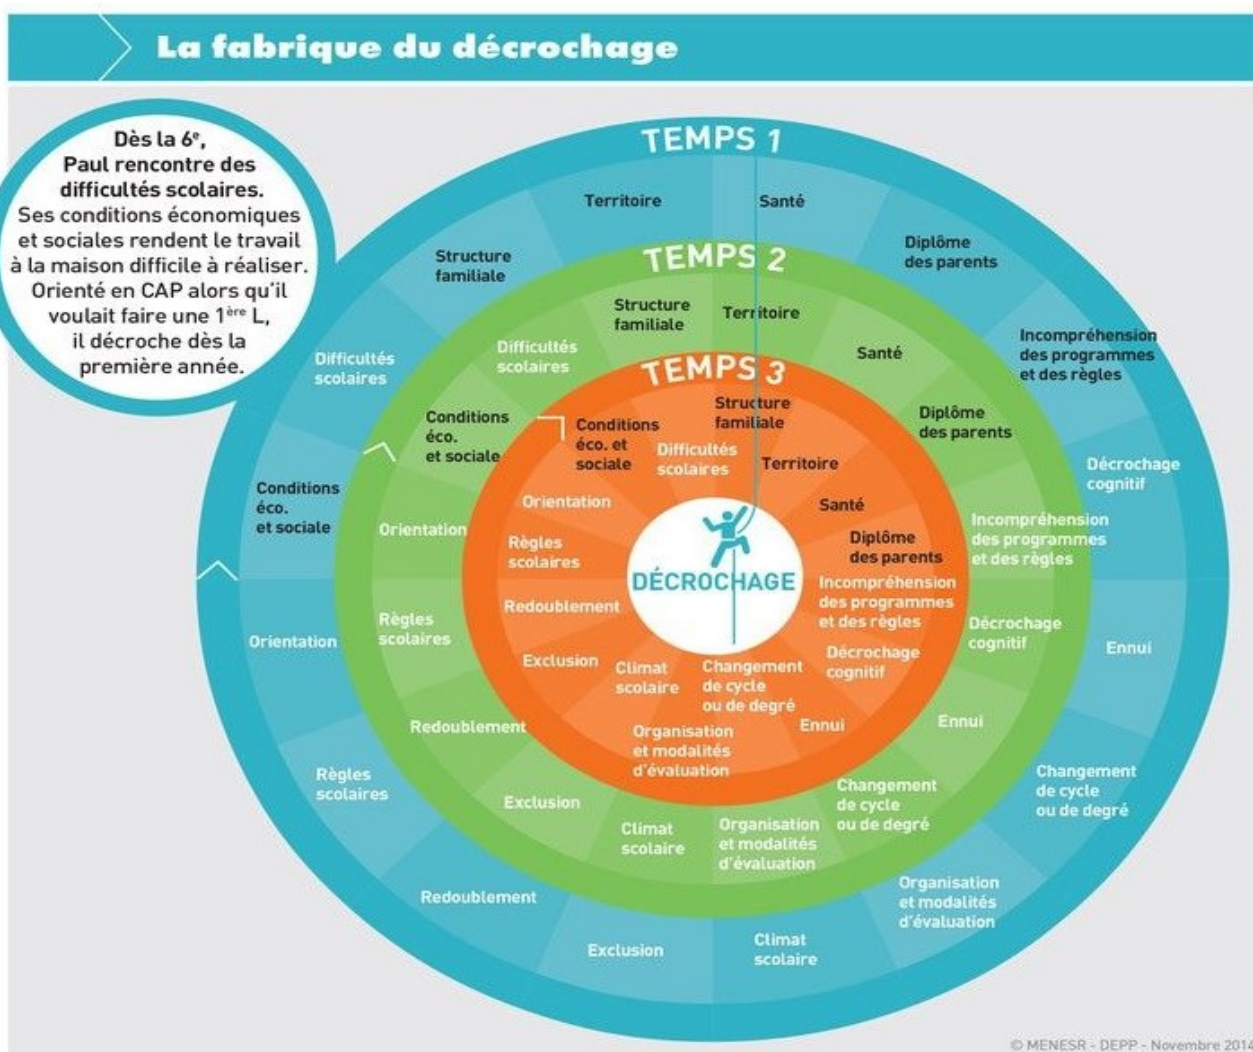 La fabrique du décrochage
Dès la 6e,
Paul rencontre des
difficultés scolaires.
Ses conditions économiques
et sociales rendent le travail
à la maison difficile à réaliser.
Orienté en CAP alors qu'il
voulait faire une 1ère L,
il décroche dès la
première année.
TEMPS 1
Territoire
Santé
Diplôme
des parents
Incompréhension
des programmes
et des règles
Décrochage
cognitif
Ennui
Changement
de cycle
ou de degré
Organisation
et modalités
d'évaluation
Climat
scolaire
Exclusion
Redoublement
Règles
scolaires
Orientation
Conditions
éco.
et sociale
Difficultés
scolaires
Structure
familiale
TEMPS 2
Structure
familiale
Territoire
Santé
Diplôme
des parents
Incompréhension
des programmes
et des règles
Décrochage
cognitif
Ennui
Changement
de cycle
ou de degré
Organisation
et modalités
d'évaluation
Climat
scolaire
Exclusion
Redoublement
Règles
scolaires
Orientation
Conditions
éco.
et sociale
Difficultés
scolaires
TEMPS 3
Structure
familiale
Territoire
Santé
Diplôme
des parents
Incompréhension
des programmes
et des règles
Décrochage
cognitif
Ennui
Changement
de cycle
ou de degré
Organisation
et modalités
d'évaluation
Climat
scolaire
Exclusion
Redoublement
Règles
scolaires
Orientation
Conditions
éco. et
sociale
Difficultés
scolaires
DÉCROCHAGE
© MENESR - DEPP - Novembre 2014